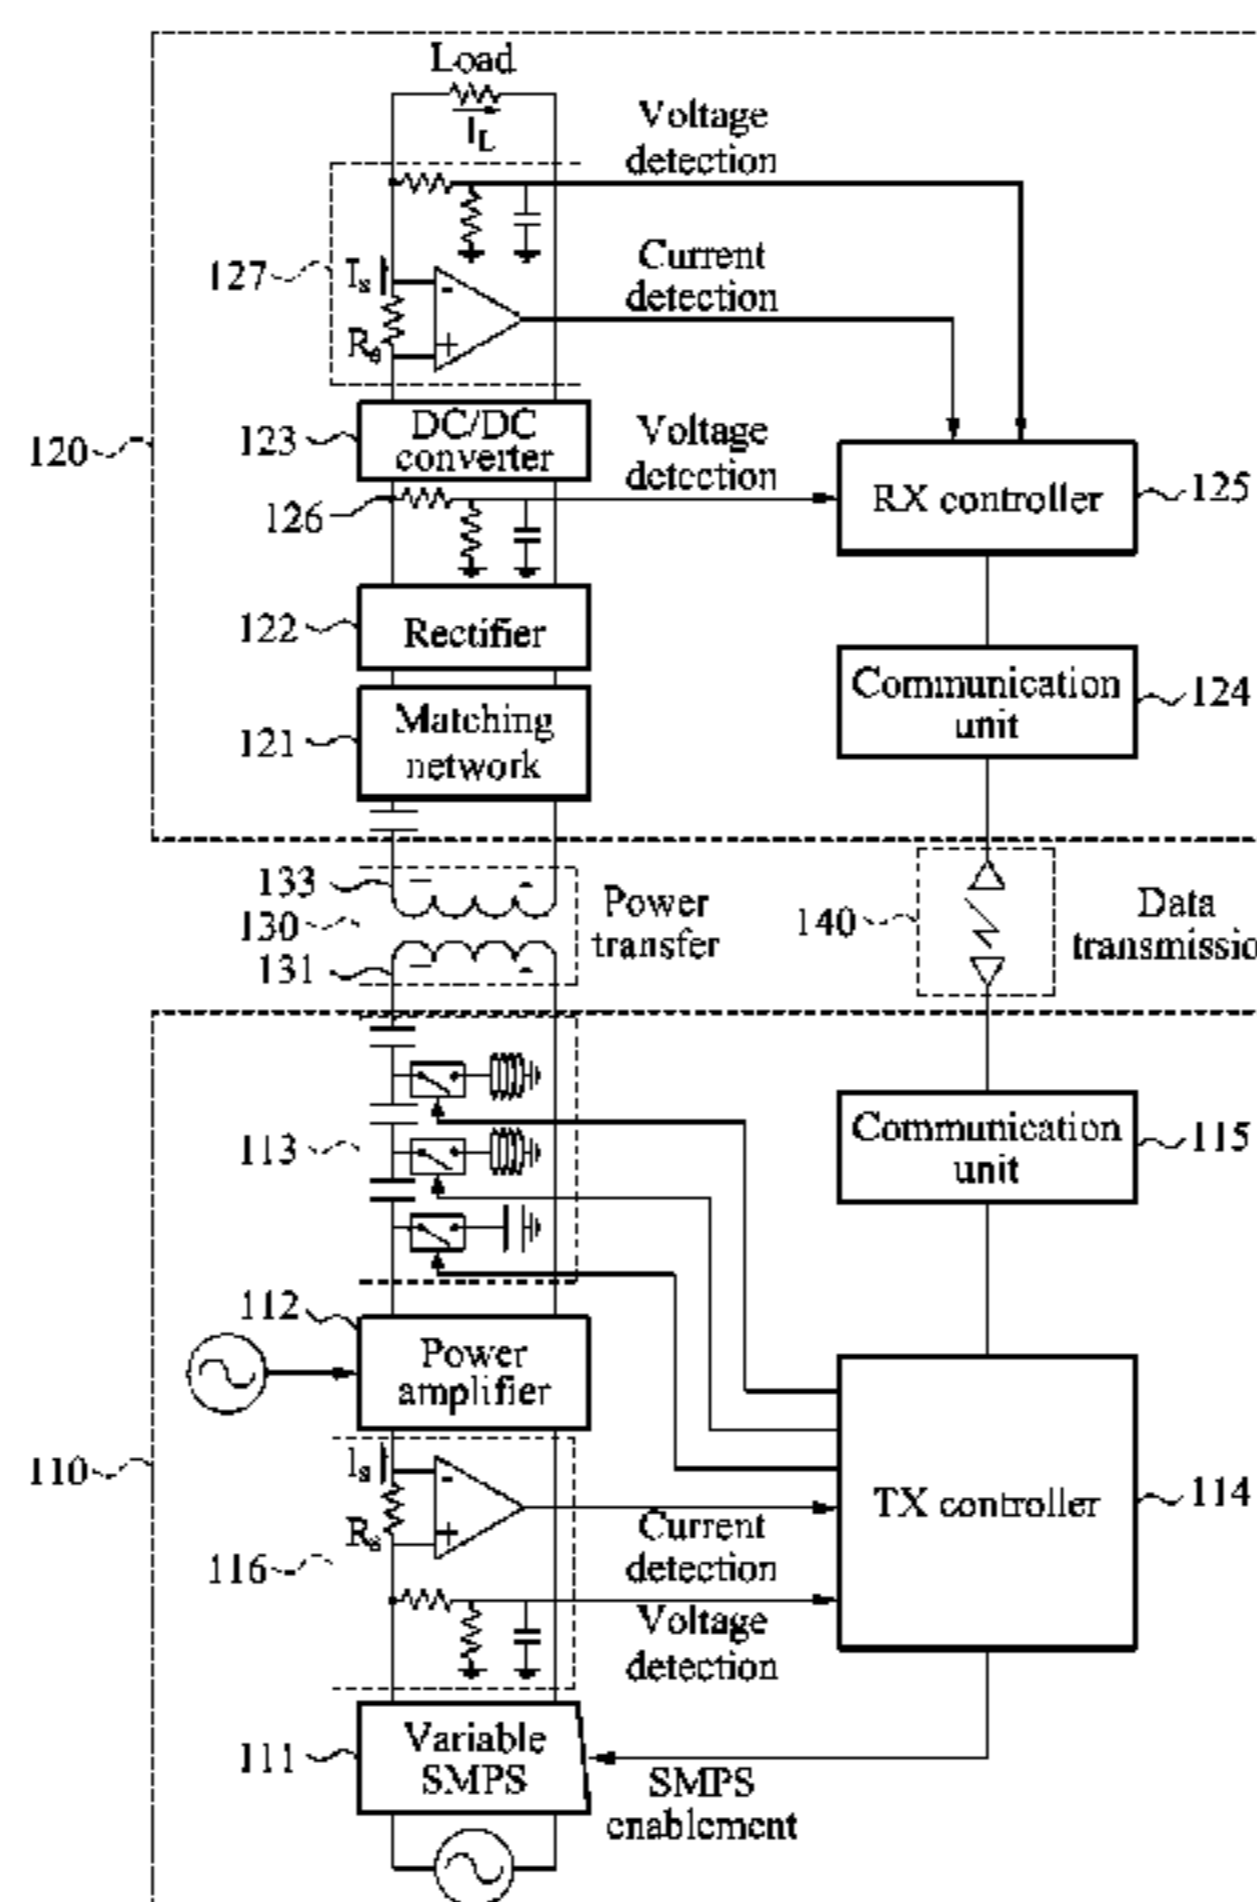 Load
I_L
Voltage
detection
127
I_s
-
R_s
+
Current
detection
123
DC/DC
converter
120
126
Voltage
detection
RX controller
125
122
Rectifier
Communication
unit
124
121
Matching
network
133
130
131
Power
transfer
140
Data
transmissio
113
Communication
unit
115
112
Power
amplifier
110
I_s
-
R_s
+
116
Current
detection
Voltage
detection
TX controller
114
111
Variable
SMPS
SMPS
enablement